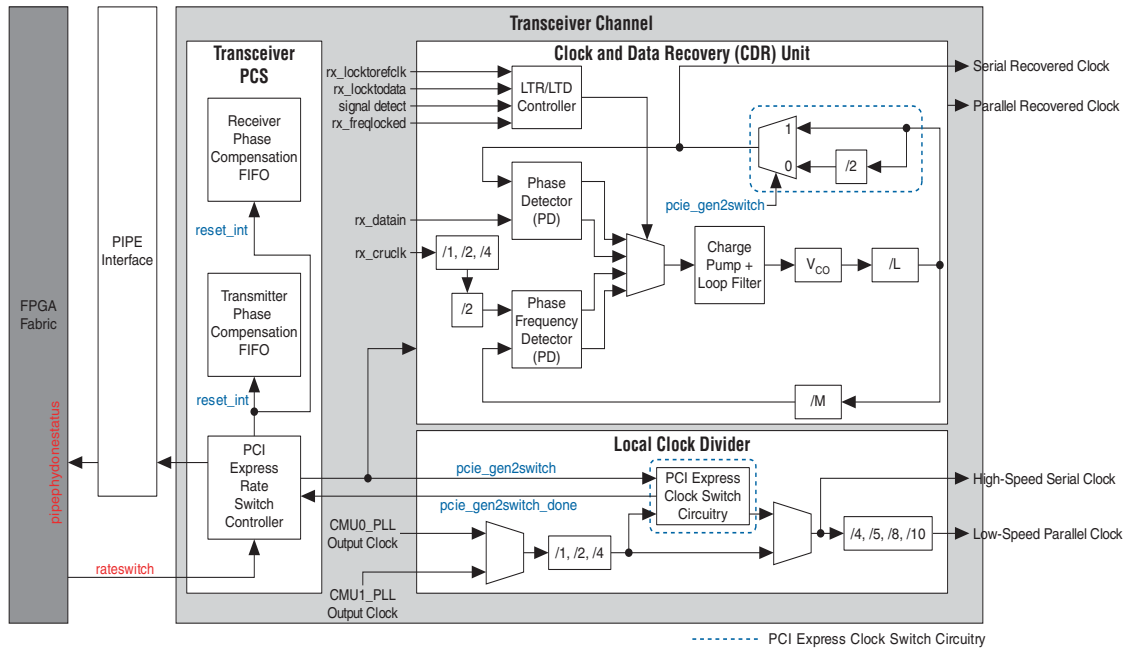 Transceiver Channel
Transceiver
PCS
Clock and Data Recovery (CDR) Unit
rx_locktorefclk
rx_locktodata
signal detect
rx_freqlocked
LTR/LTD
Controller
Serial Recovered Clock
Parallel Recovered Clock
Receiver
Phase
Compensation
FIFO
1
0
/2
pcie_gen2switch
reset_int
rx_datain
Phase
Detector
(PD)
PIPE
Interface
rx_cruclk
/1, /2, /4
/2
Charge
Pump +
Loop Filter
VCO
/L
FPGA
Fabric
Transmitter
Phase
Compensation
FIFO
Phase
Frequency
Detector
(PD)
reset_int
/M
pipephydonestatus
PCI
Express
Rate
Switch
Controller
Local Clock Divider
pcie_gen2switch
pcie_gen2switch_done
PCI Express
Clock Switch
Circuitry
High-Speed Serial Clock
CMU0_PLL
Output Clock
/1, /2, /4
/4, /5, /8, /10
Low-Speed Parallel Clock
rateswitch
CMU1_PLL
Output Clock
PCI Express Clock Switch Circuitry